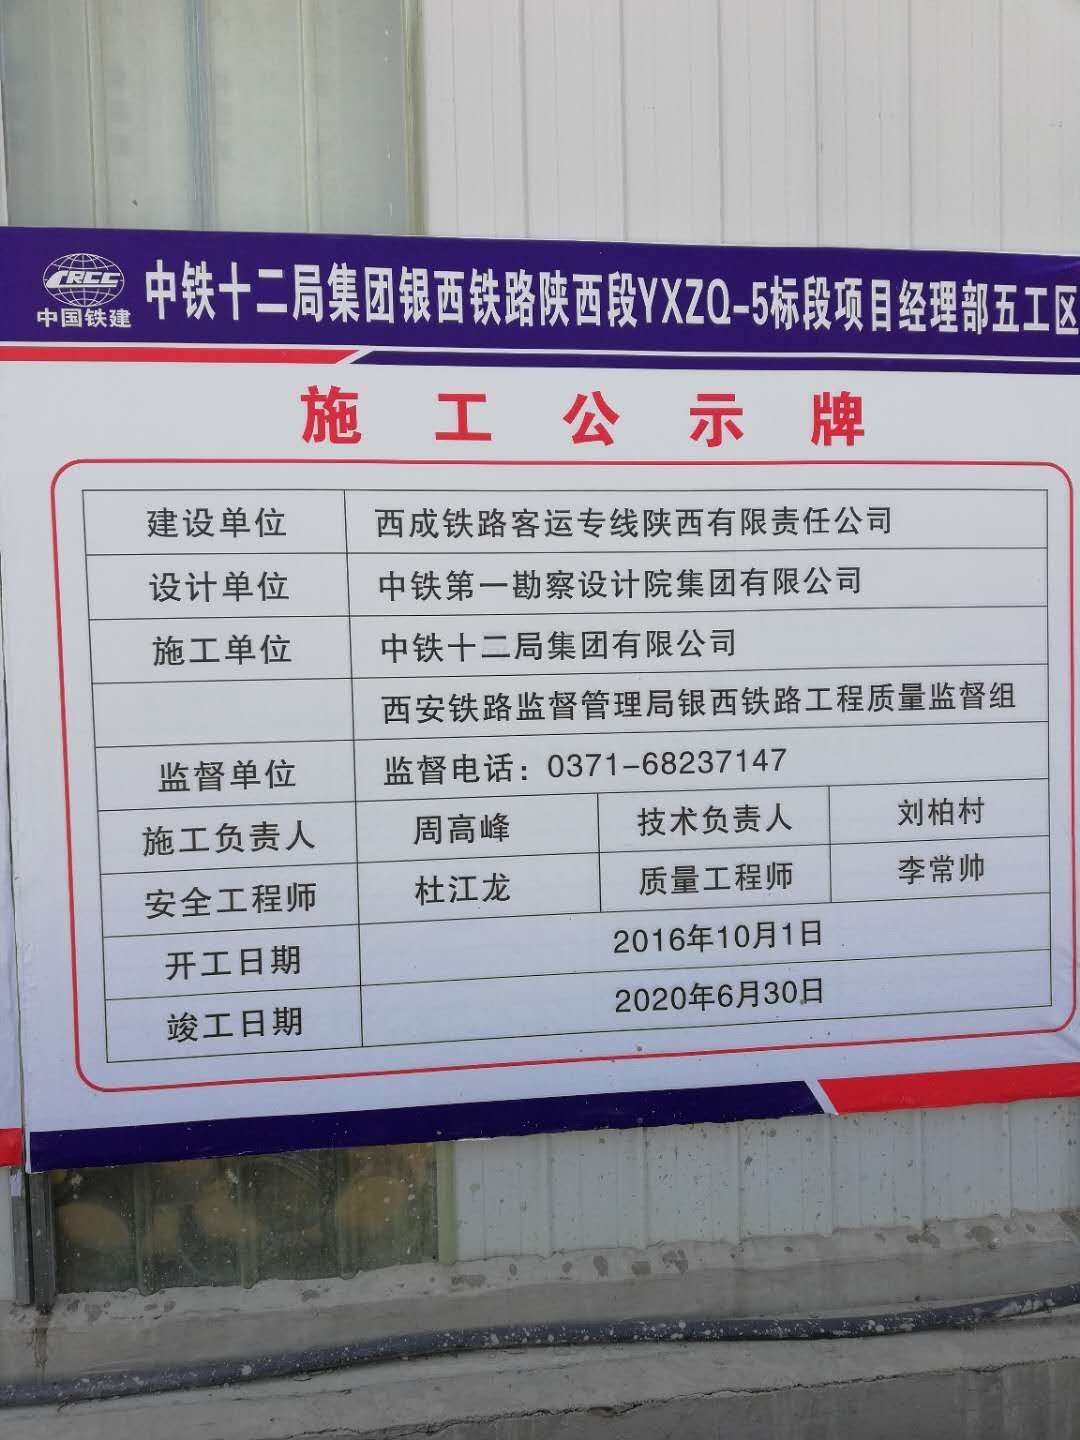 CRCC
中国铁建
中铁十二局集团银西铁路陕西段YXZQ-5标段项目经理部五工区
施工公示牌
建设单位 西成铁路客运专线陕西有限责任公司
设计单位 中铁第一勘察设计院集团有限公司
施工单位 中铁十二局集团有限公司
西安铁路监督管理局银西铁路工程质量监督组
监督单位 监督电话：0371-68237147
施工负责人 周高峰 技术负责人 刘柏村
安全工程师 杜江龙 质量工程师 李常帅
开工日期 2016年10月1日
竣工日期 2020年6月30日